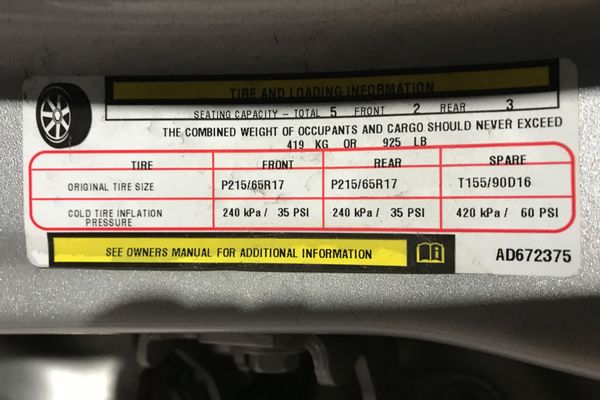 TIRE AND LOADING INFORMATION
SEATING CAPACITY - TOTAL 5 FRONT 2 REAR 3
THE COMBINED WEIGHT OF OCCUPANTS AND CARGO SHOULD NEVER EXCEED
419 KG OR 925 LB
TIRE FRONT REAR SPARE
ORIGINAL TIRE SIZE P215/65R17 P215/65R17 T155/90D16
COLD TIRE INFLATION PRESSURE 240 kPa / 35 PSI 240 kPa / 35 PSI 420 kPa / 60 PSI
SEE OWNERS MANUAL FOR ADDITIONAL INFORMATION
AD672375